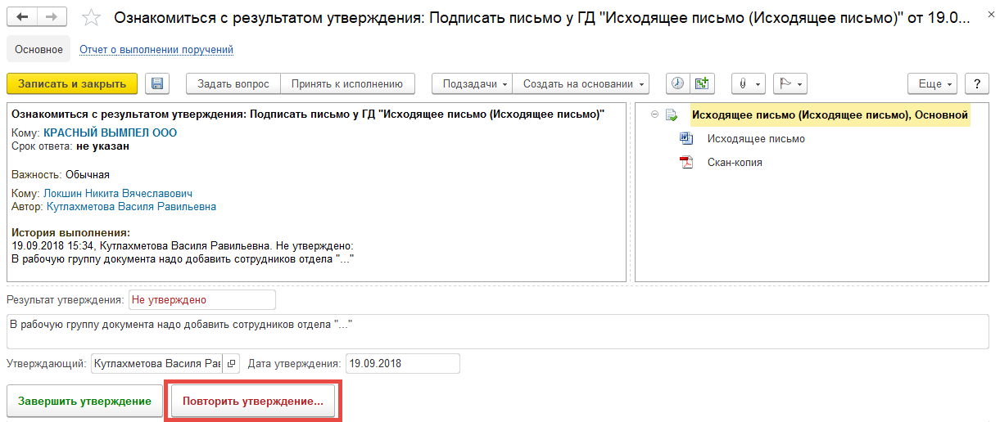 Ознакомиться с результатом утверждения: Подписать письмо у ГД "Исходящее письмо (Исходящее письмо)" от 19.0...
Основное Отчет о выполнении поручений
Записать и закрыть Задать вопрос Принять к исполнению Подзадачи Создать на основании Еще ?
Ознакомиться с результатом утверждения: Подписать письмо у ГД "Исходящее письмо (Исходящее письмо)"
Кому: КРАСНЫЙ ВЫМПЕЛ ООО
Срок ответа: не указан
Важность: Обычная
Кому: Локшин Никита Вячеславович
Автор: Кутлахметова Василя Равильевна
История выполнения:
19.09.2018 15:34, Кутлахметова Василя Равильевна. Не утверждено:
В рабочую группу документа надо добавить сотрудников отдела "..."
Исходящее письмо (Исходящее письмо), Основной
Исходящее письмо
Скан-копия
Результат утверждения: Не утверждено
В рабочую группу документа надо добавить сотрудников отдела "..."
Утверждающий: Кутлахметова Василя Рав Дата утверждения: 19.09.2018
Завершить утверждение Повторить утверждение...